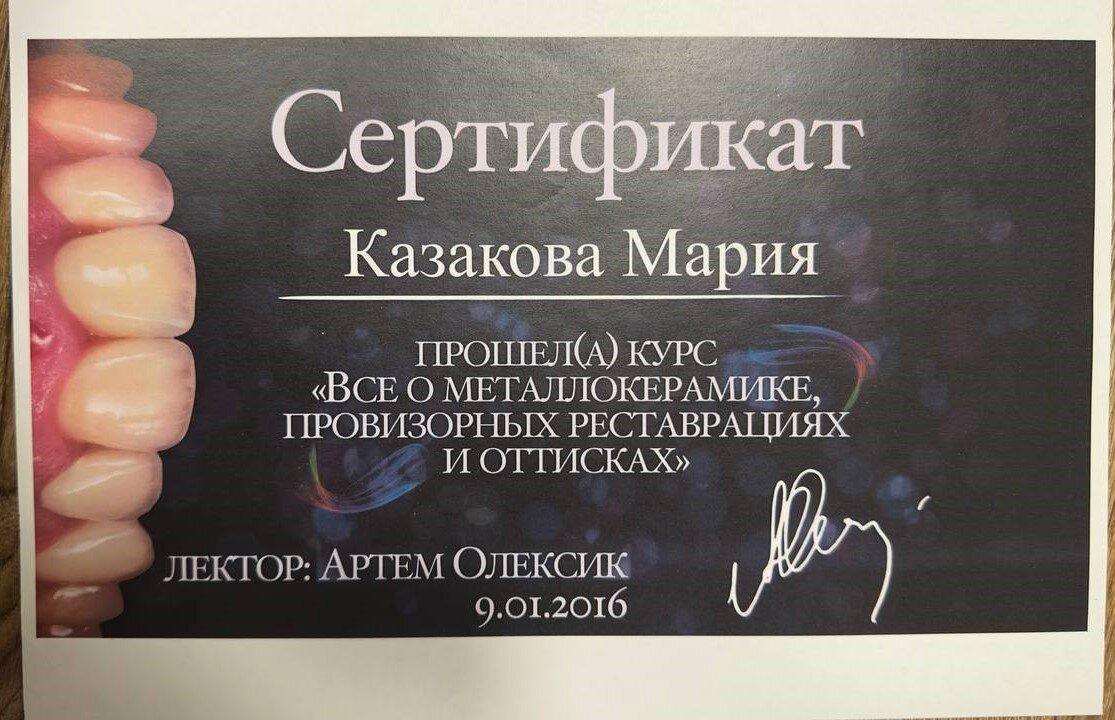 Сертификат
Казакова Мария
прошел(а) курс
«Все о металлокерамике,
провизорных реставрациях
и оттисках»
лектор: Артем Олексик
9.01.2016